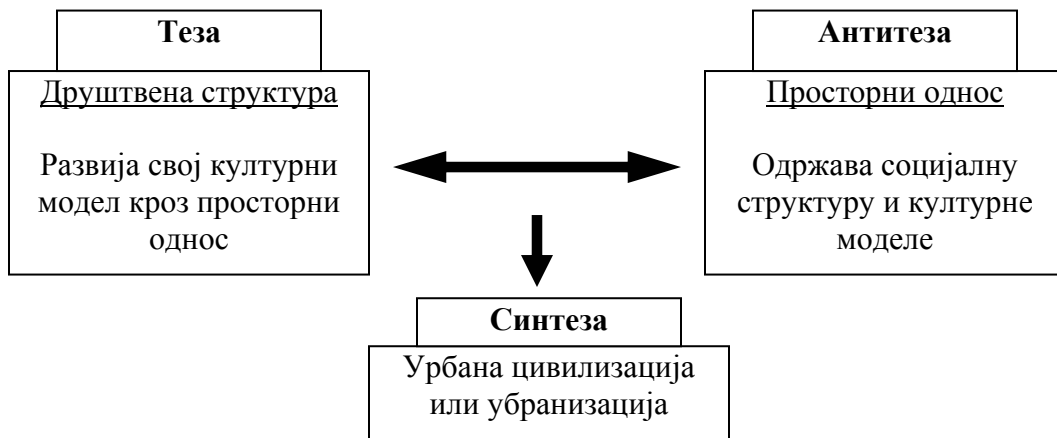 Теза
Друштвена структура
Развија свој културни
модел кроз просторни
однос
Антитеза
Просторни однос
Одржава социјалну
структуру и културне
моделе
Синтеза
Урбана цивилизација
или убранизација